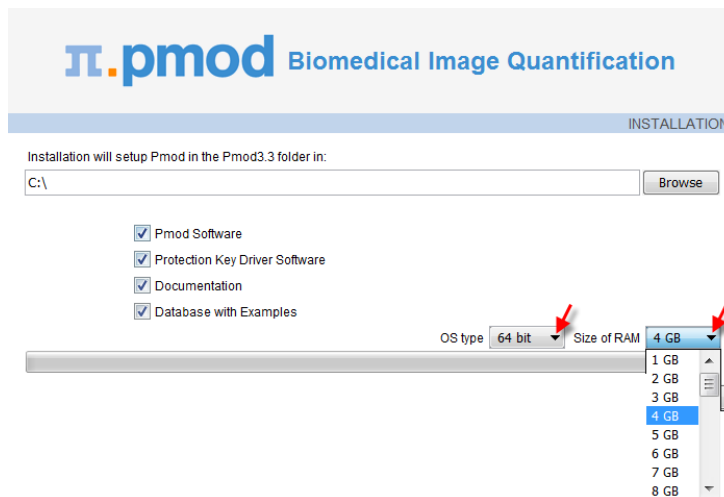 π.pmod Biomedical Image Quantification
INSTALLATION
Installation will setup Pmod in the Pmod3.3 folder in:
C:\
Browse
Pmod Software
Protection Key Driver Software
Documentation
Database with Examples
OS type 64 bit Size of RAM 4 GB
1 GB
2 GB
3 GB
4 GB
5 GB
6 GB
7 GB
8 GB